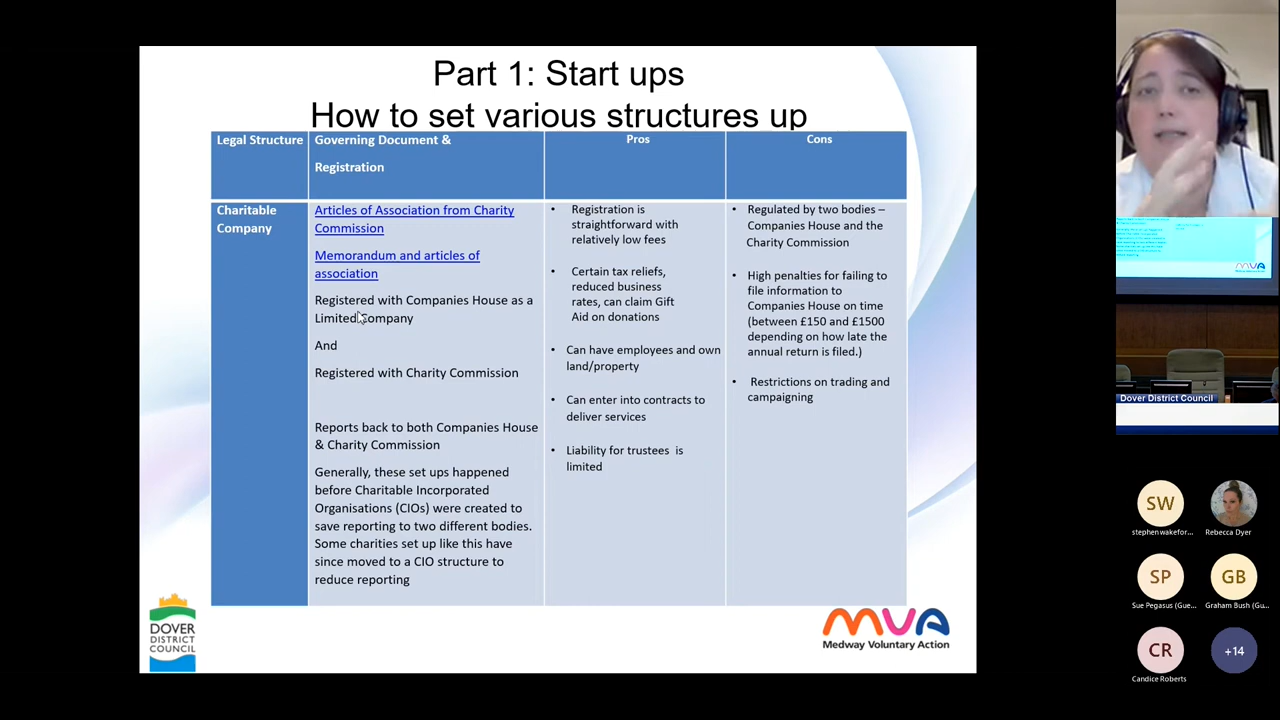 Part 1: Start ups
How to set various structures up
Legal Structure
Governing Document &
Registration
Pros
Cons
Charitable
Company
Articles of Association from Charity
Commission
Memorandum and articles of
association
Registered with Companies House as a
Limited Company
And
Registered with Charity Commission
Reports back to both Companies House
& Charity Commission
Generally, these set ups happened
before Charitable Incorporated
Organisations (CIOs) were created to
save reporting to two different bodies.
Some charities set up like this have
since moved to a CIO structure to
reduce reporting
• Registration is
straightforward with
relatively low fees
• Certain tax reliefs,
reduced business
rates, can claim Gift
Aid on donations
• Can have employees and own
land/property
• Can enter into contracts to
deliver services
• Liability for trustees is
limited
• Regulated by two bodies –
Companies House and the
Charity Commission
• High penalties for failing to
file information to
Companies House on time
(between £150 and £1500
depending on how late the
annual return is filed.)
• Restrictions on trading and
campaigning
DOVER
DISTRICT
COUNCIL
MVA
Medway Voluntary Action
MVA
Dover District Council
SW
stephenwakefor...
Rebecca Dyer
SP
Sue Pegasus (Gue...
GB
Graham Bush (Gu...
CR
Candice Roberts
+14